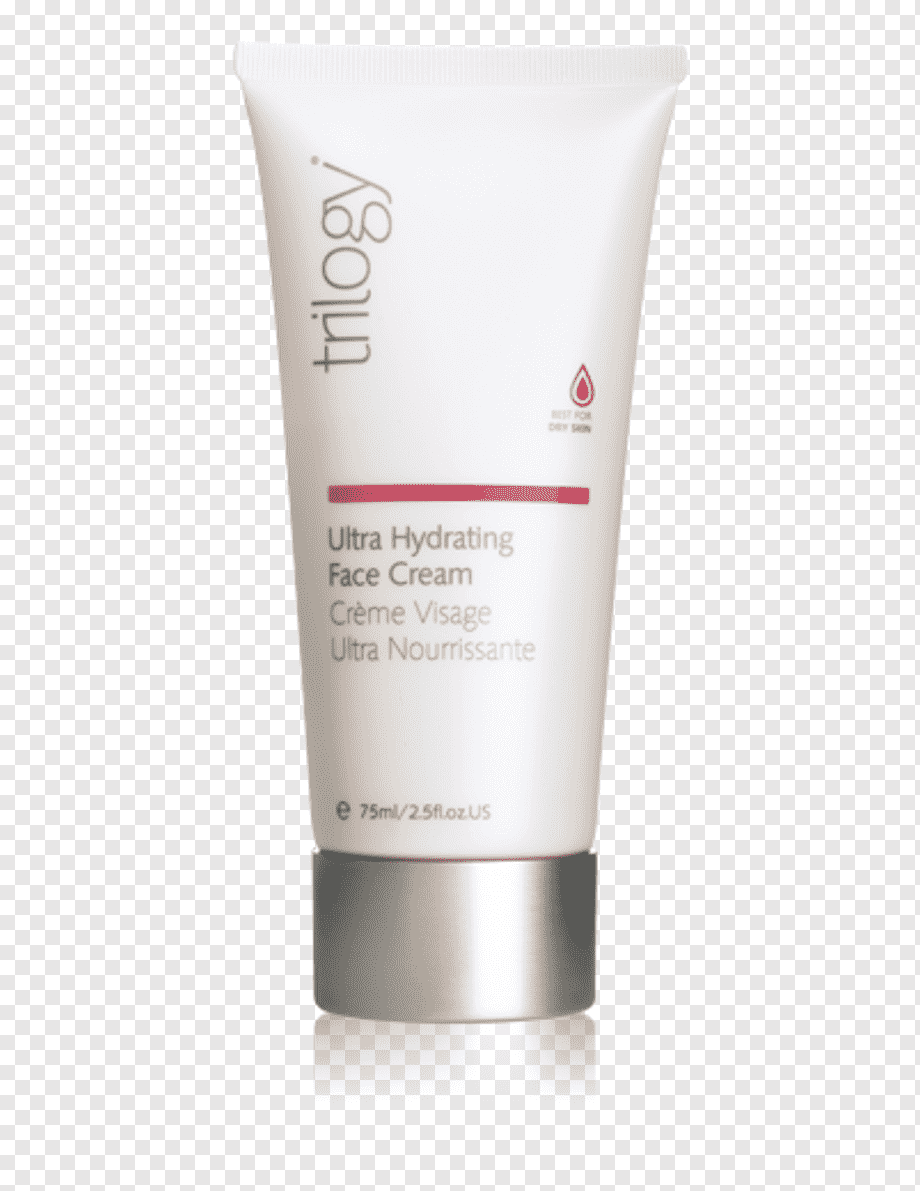 trilogy
BEST FOR
DRY SKIN
Ultra Hydrating
Face Cream
Crème Visage
Ultra Nourrissante
e 75ml/2.5fl.oz.US